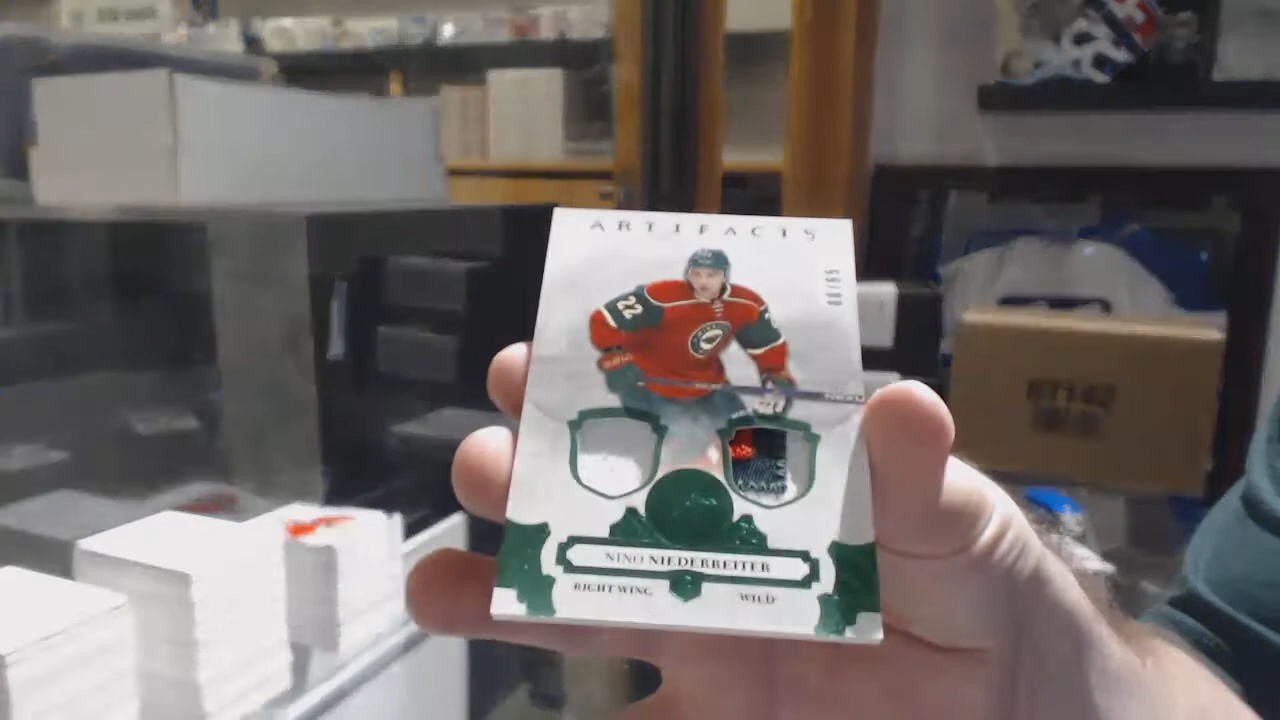 ARTIFACTS
22
NINO NIEDERREITER
RIGHT WING
WILD